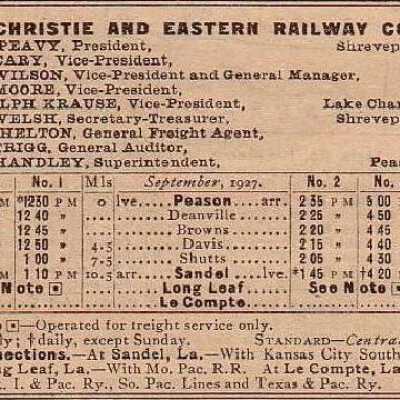 CHRISTIE AND EASTERN RAILWAY CO
PEAVY, President, Shrevep
CARY, Vice-President,
WILSON, Vice-President and General Manager,
MOORE, Vice-President,
LPH KRAUSE, Vice-President, Lake Char
WELSH, Secretary-Treasurer, Shrevep
HELTON, General Freight Agent,
TRIGG, General Auditor,
HANDLEY, Superintendent, Peas
No. 1 Mls September, 1927. No. 2
M *12 30 P M 0 lve. Peason arr. 2 35 P M 5 00
12 40 " Deanville 2 25 " 4 50
12 45 " Browns 2 20 " 4
12 50 " 4.5 Davis 2 15 " 4 40
1 00 " 7.5 Shutts 2 05 " 4 30
M 1 10 P M 10.5 arr. Sandel lve. *1 45 P M †4 20
Note ▣ Long Leaf See Note ▣
Le Compte
▣—Operated for freight service only.
ly; † daily, except Sunday. STANDARD—Central
nections.—At Sandel, La.—With Kansas City South
g Leaf, La.—With Mo. Pac. R.R. At Le Compte, La
. I. & Pac. Ry., So. Pac. Lines and Texas & Pac. Ry.